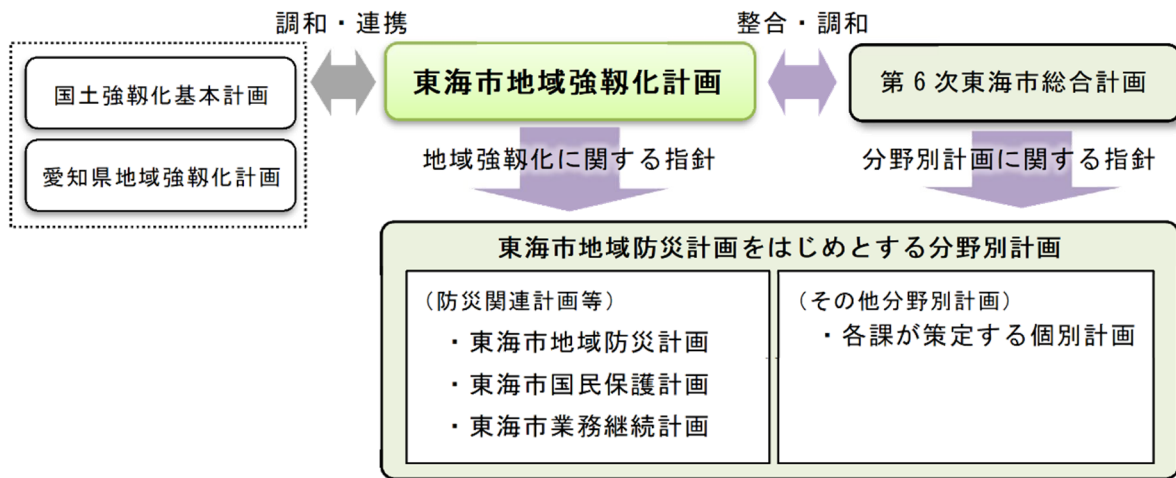 調和・連携
整合・調和
国土強靱化基本計画
愛知県地域強靱化計画
東海市地域強靱化計画
第6次東海市総合計画
地域強靱化に関する指針
分野別計画に関する指針
東海市地域防災計画をはじめとする分野別計画
(防災関連計画等)
・東海市地域防災計画
・東海市国民保護計画
・東海市業務継続計画
(その他分野別計画)
・各課が策定する個別計画